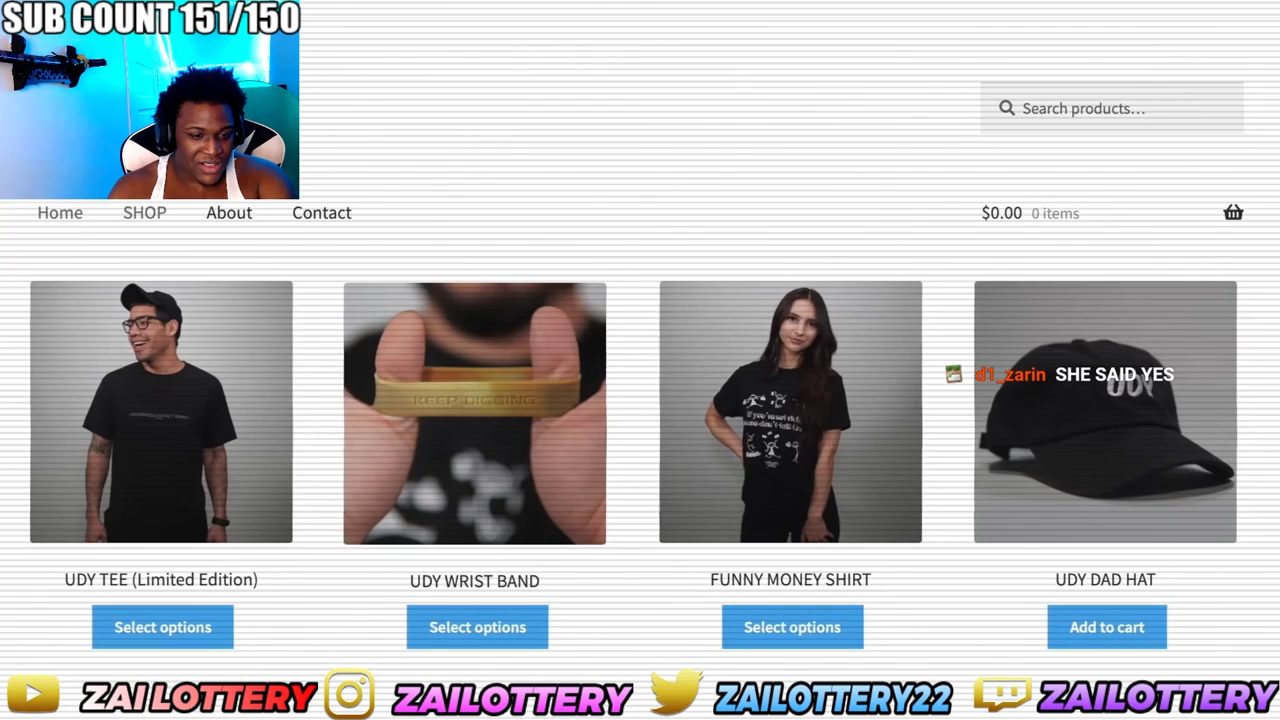 SUB COUNT 151/150
Search products…
Home SHOP About Contact
$0.00 0 items
KEEP DIGGING
d1_zarin SHE SAID YES
UDY
UDY TEE (Limited Edition)
UDY WRIST BAND
FUNNY MONEY SHIRT
UDY DAD HAT
Select options
Select options
Select options
Add to cart
ZAILOTTERY
ZAILOTTERY
ZAILOTTERY22
ZAILOTTERY